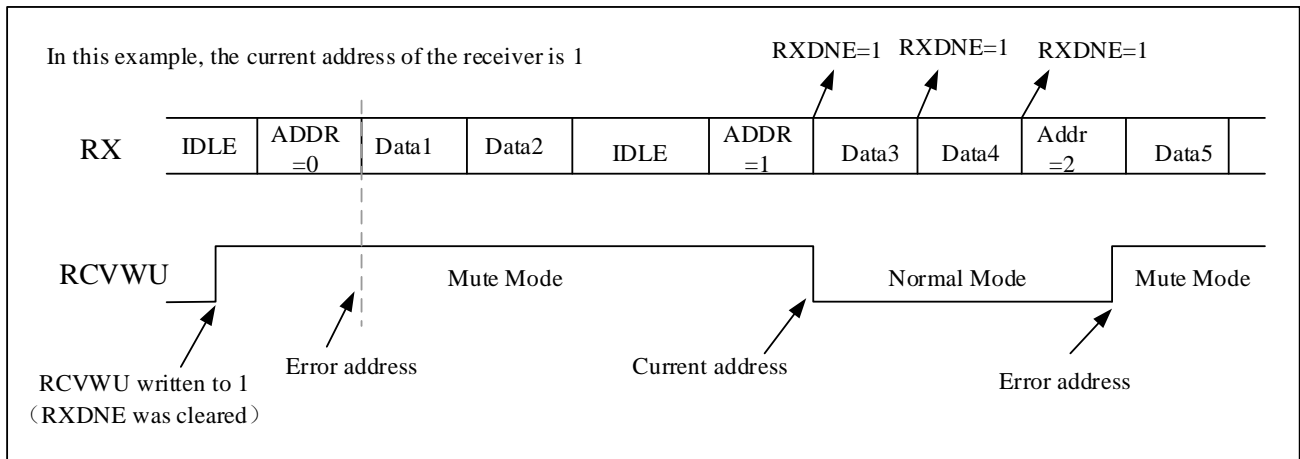 In this example, the current address of the receiver is 1
RXDNE=1
RXDNE=1
RXDNE=1
RX
IDLE
ADDR
=0
Data1
Data2
IDLE
ADDR
=1
Data3
Data4
Addr
=2
Data5
RCVWU
Mute Mode
Normal Mode
Mute Mode
Error address
Current address
Error address
RCVWU written to 1
（RXDNE was cleared）